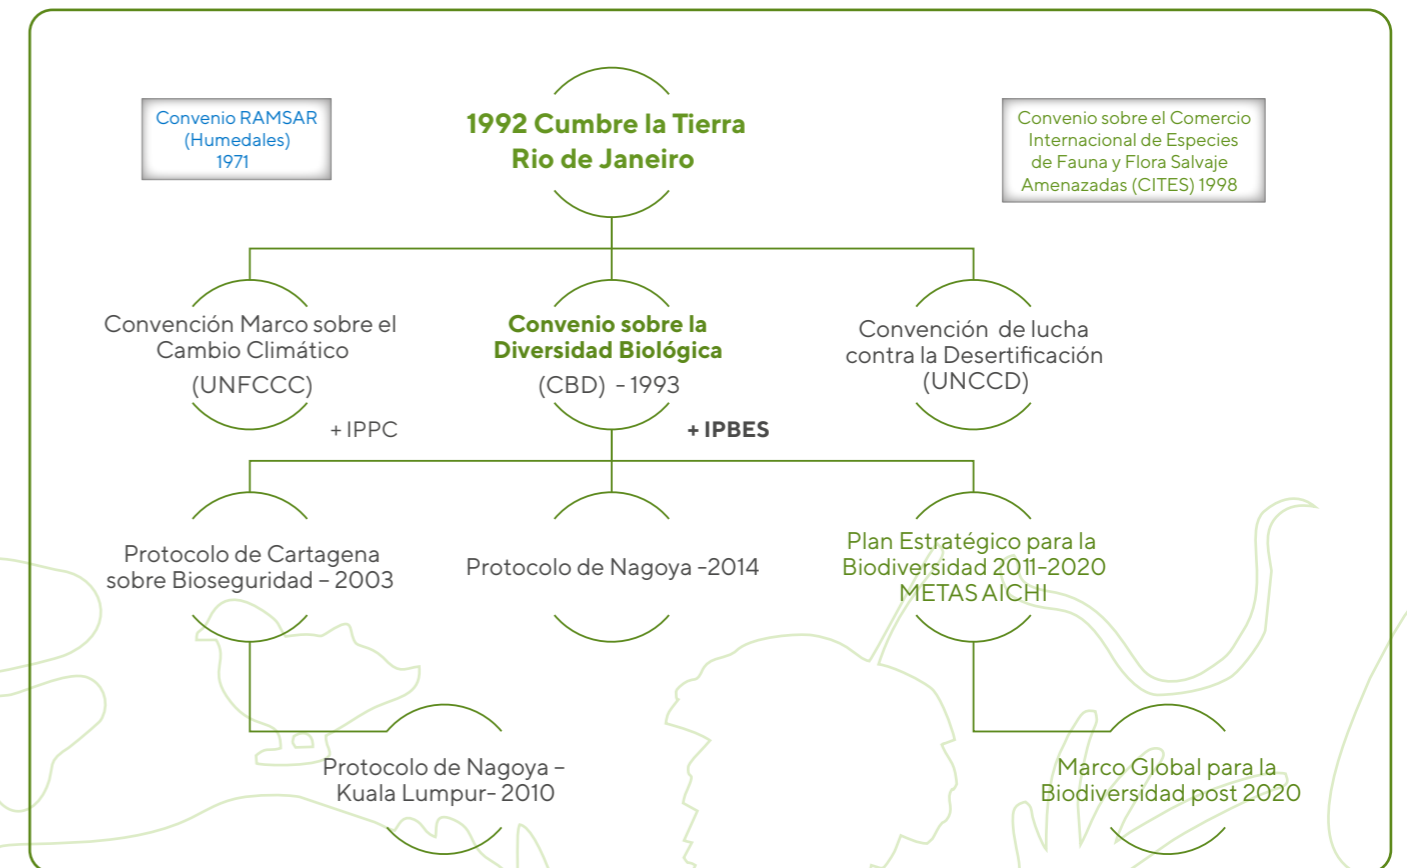 Convenio RAMSAR
(Humedales)
1971
1992 Cumbre la Tierra
Rio de Janeiro
Convenio sobre el Comercio
Internacional de Especies
de Fauna y Flora Salvaje
Amenazadas (CITES) 1998
Convención Marco sobre el
Cambio Climático
(UNFCCC)
+ IPPC
Convenio sobre la
Diversidad Biológica
(CBD) - 1993
+ IPBES
Convención de lucha
contra la Desertificación
(UNCCD)
Protocolo de Cartagena
sobre Bioseguridad – 2003
Protocolo de Nagoya -2014
Plan Estratégico para la
Biodiversidad 2011-2020
METAS AICHI
Protocolo de Nagoya –
Kuala Lumpur- 2010
Marco Global para la
Biodiversidad post 2020